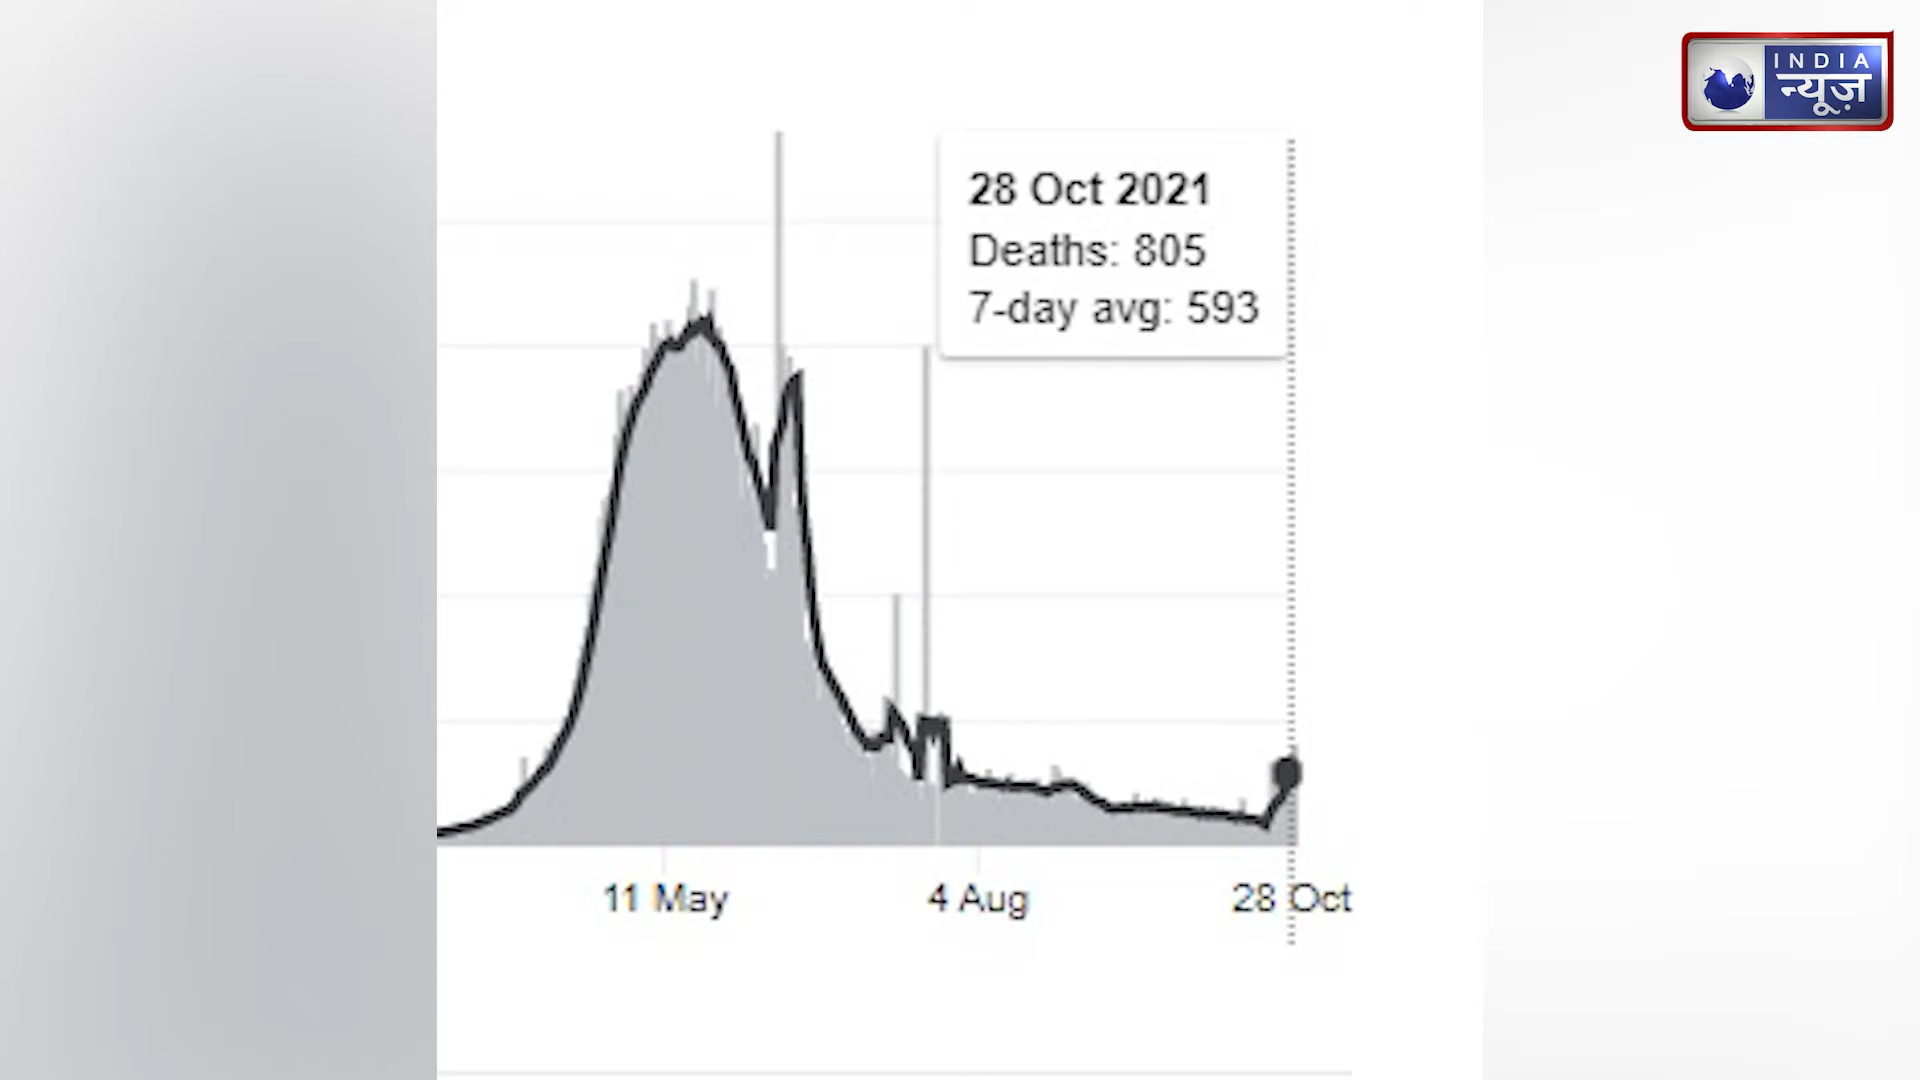 INDIA
न्यूज़
28 Oct 2021
Deaths: 805
7-day avg: 593
11 May
4 Aug
28 Oct